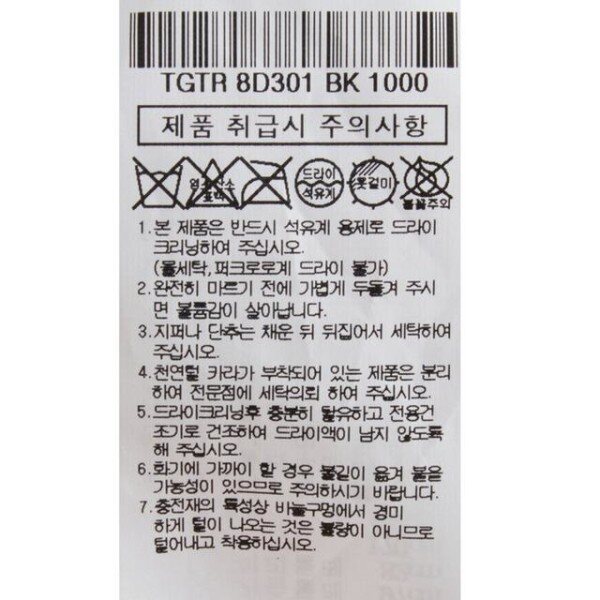 TGTR 8D301 BK 1000
제품 취급시 주의사항
염소산소 표백
드라이 석유계
옷걸이
불꽃주의
1.본 제품은 반드시 석유계 용제로 드라이
크리닝하여 주십시오.
(물세탁,퍼크로로계 드라이 불가)
2.완전히 마르기 전에 가볍게 두둘겨 주시
면 볼륨감이 살아납니다.
3.지퍼나 단추는 채운 뒤 뒤집어서 세탁하여
주십시오.
4.천연털 카라가 부착되어 있는 제품은 분리
하여 전문점에 세탁의뢰 하여 주십시오.
5.드라이크리닝후 충분히 탈유하고 전용건
조기로 건조하여 드라이액이 남지 않도록
해 주십시오.
6.화기에 가까이 할 경우 불길이 옮겨 붙을
가능성이 있으므로 주의하시기 바랍니다.
7.충전재의 특성상 바늘구멍에서 경미
하게 털이 나오는 것은 불량이 아니므로
털어내고 착용하십시오.